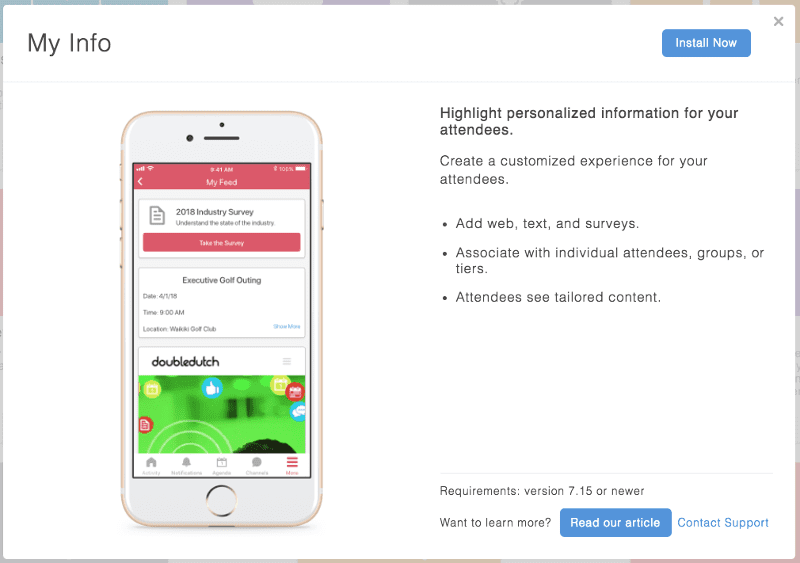 My Info
Install Now
9:41 AM
100%
My Feed
2018 Industry Survey
Understand the state of the industry.
Take the Survey
Executive Golf Outing
Date: 4/1/18
Time: 9:00 AM
Location: Waikiki Golf Club
Show More
doubledutch
Activity
Notifications
Agenda
Channels
More
Highlight personalized information for your
attendees.
Create a customized experience for your
attendees.
• Add web, text, and surveys.
• Associate with individual attendees, groups, or
tiers.
• Attendees see tailored content.
Requirements: version 7.15 or newer
Want to learn more?
Read our article
Contact Support